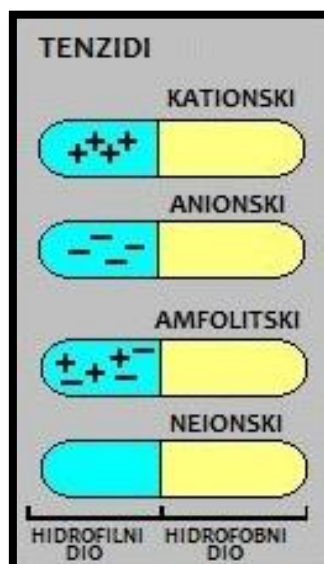 TENZIDI
KATIONSKI
++++
ANIONSKI
− − − −
AMFOLITSKI
+ − + − + −
NEIONSKI
HIDROFILNI DIO
HIDROFOBNI DIO